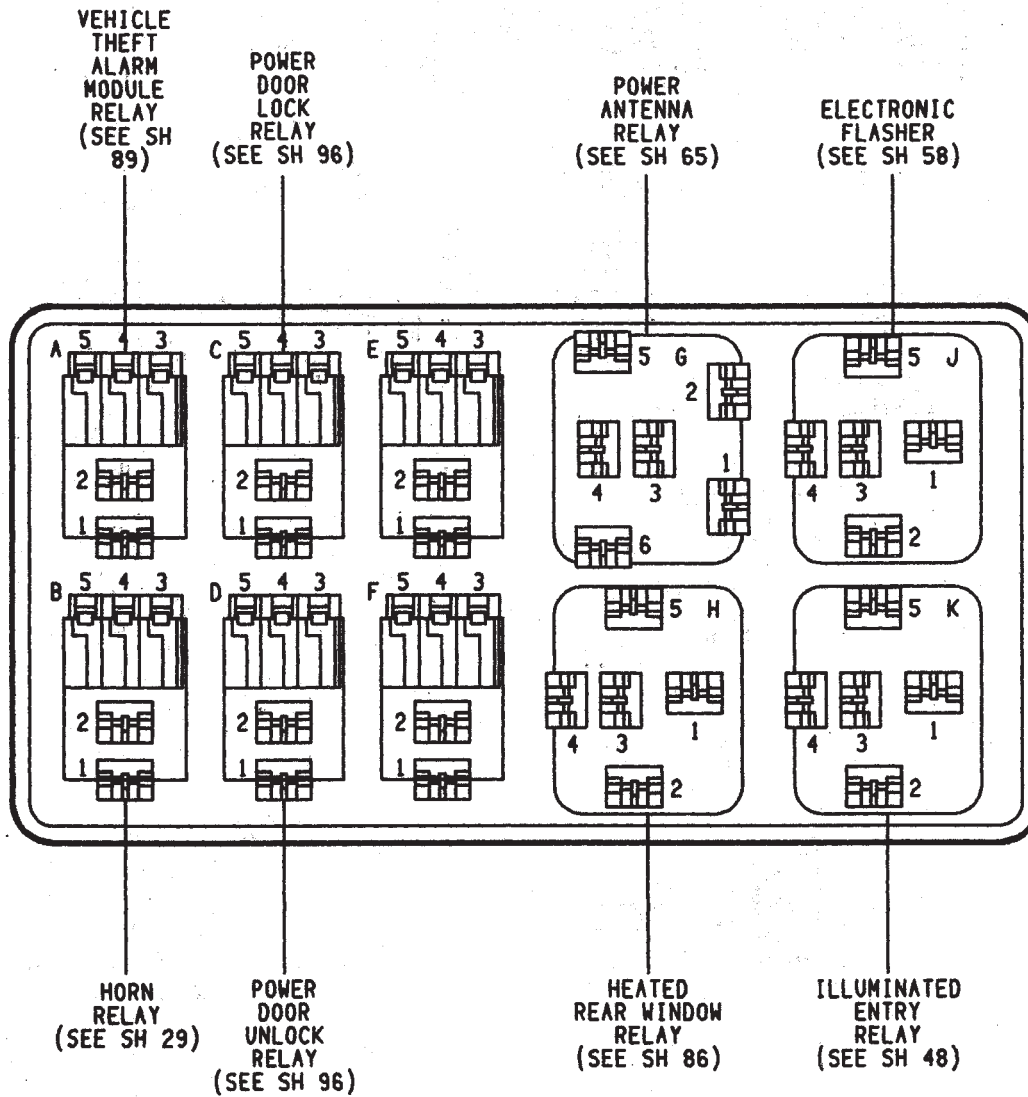 VEHICLE
THEFT
ALARM
MODULE
RELAY
(SEE SH
89)
POWER
DOOR
LOCK
RELAY
(SEE SH 96)
POWER
ANTENNA
RELAY
(SEE SH 65)
ELECTRONIC
FLASHER
(SEE SH 58)
A 5 4 3
2
1
C 5 4 3
2
1
E 5 4 3
2
1
5 G
2
4 3
1
6
5 J
4 3 1
2
B 5 4 3
2
1
D 5 4 3
2
1
F 5 4 3
2
1
5 H
4 3 1
2
5 K
4 3 1
2
HORN
RELAY
(SEE SH 29)
POWER
DOOR
UNLOCK
RELAY
(SEE SH 96)
HEATED
REAR WINDOW
RELAY
(SEE SH 86)
ILLUMINATED
ENTRY
RELAY
(SEE SH 48)